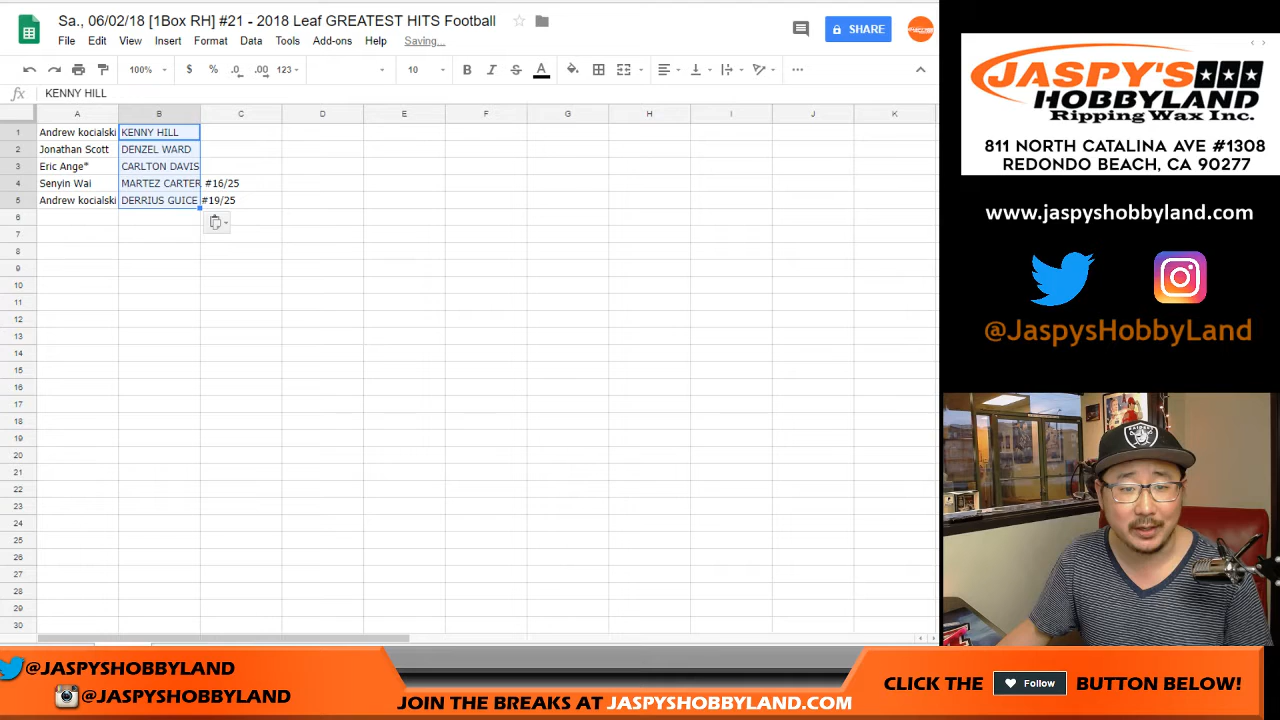 Sa., 06/02/18 [1Box RH] #21 - 2018 Leaf GREATEST HITS Football
File Edit View Insert Format Data Tools Add-ons Help Saving...
SHARE
100% $ % .0 .00 123 10 B I S A
fx KENNY HILL
A B C D E F G H I J K
1 Andrew kocialski KENNY HILL
2 Jonathan Scott DENZEL WARD
3 Eric Ange* CARLTON DAVIS
4 Senyin Wai MARTEZ CARTER #16/25
5 Andrew kocialski DERRIUS GUICE #19/25
6
7
8
9
10
11
12
13
14
15
16
17
18
19
20
21
22
23
24
25
26
27
28
29
30
JASPY'S
HOBBYLAND
Ripping Wax Inc.
811 NORTH CATALINA AVE #1308
REDONDO BEACH, CA 90277
www.jaspyshobbyland.com
@JaspysHobbyLand
@JASPYSHOBBYLAND
@JASPYSHOBBYLAND
JOIN THE BREAKS AT JASPYSHOBBYLAND.COM
CLICK THE Follow BUTTON BELOW!